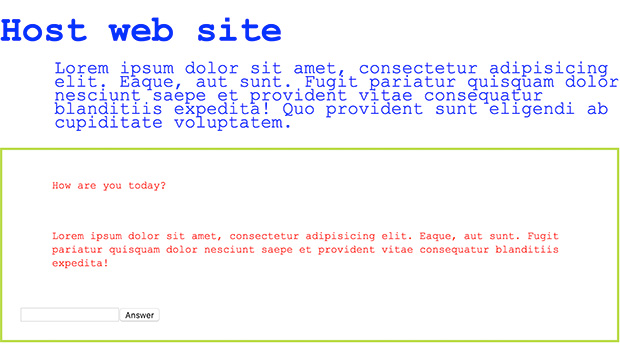 Host web site
Lorem ipsum dolor sit amet, consectetur adipisicing
elit. Eaque, aut sunt. Fugit pariatur quisquam dolor
nesciunt saepe et provident vitae consequatur
blanditiis expedita! Quo provident sunt eligendi ab
cupiditate voluptatem.
How are you today?
Lorem ipsum dolor sit amet, consectetur adipisicing elit. Eaque, aut sunt. Fugit
pariatur quisquam dolor nesciunt saepe et provident vitae consequatur blanditiis
expedita!
Answer